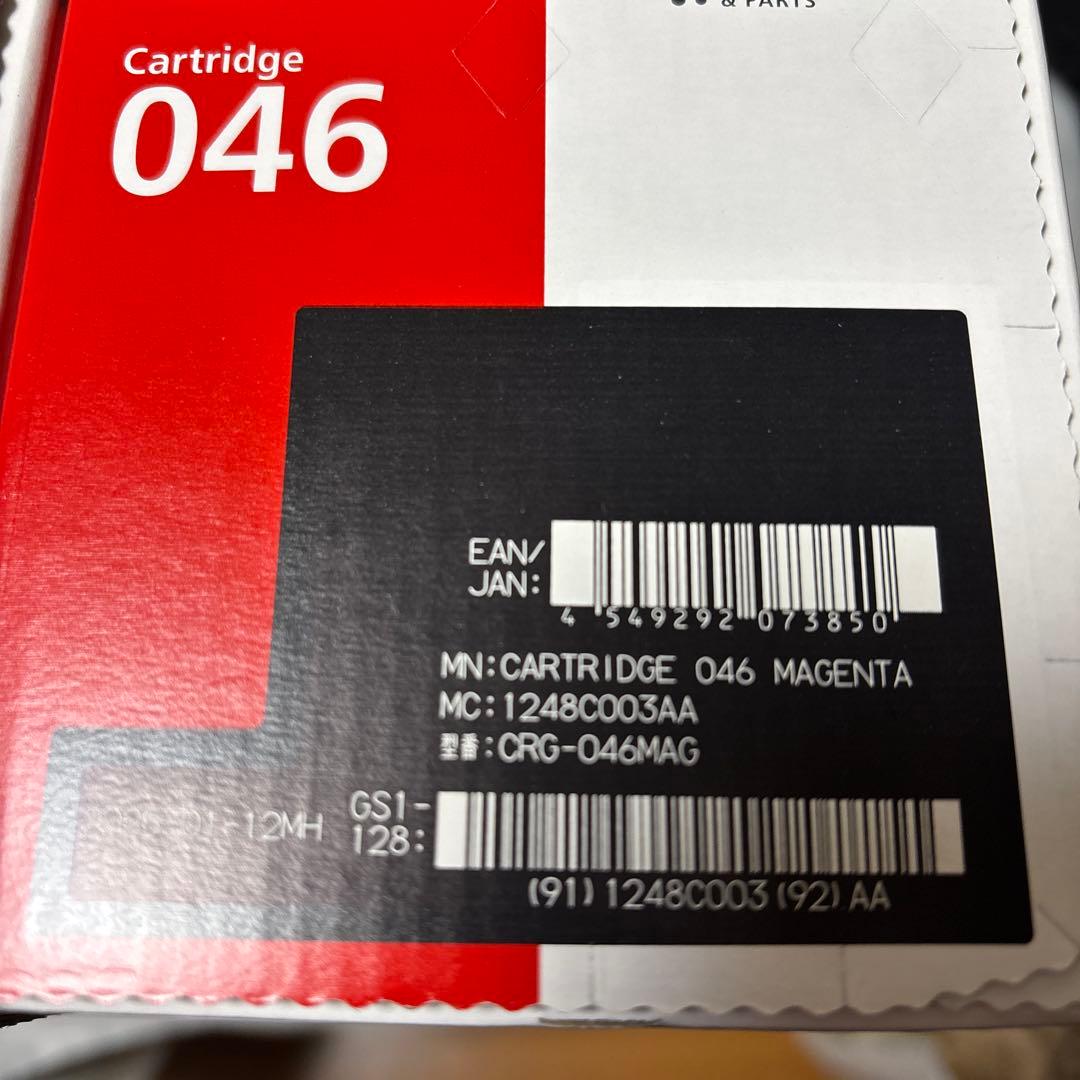 & PARTS
Cartridge
046
EAN/
JAN:
4 549292 073850
MN:CARTRIDGE 046 MAGENTA
MC:1248C003AA
型番:CRG-046MAG
GS1-
128:
(91)1248C003(92)AA